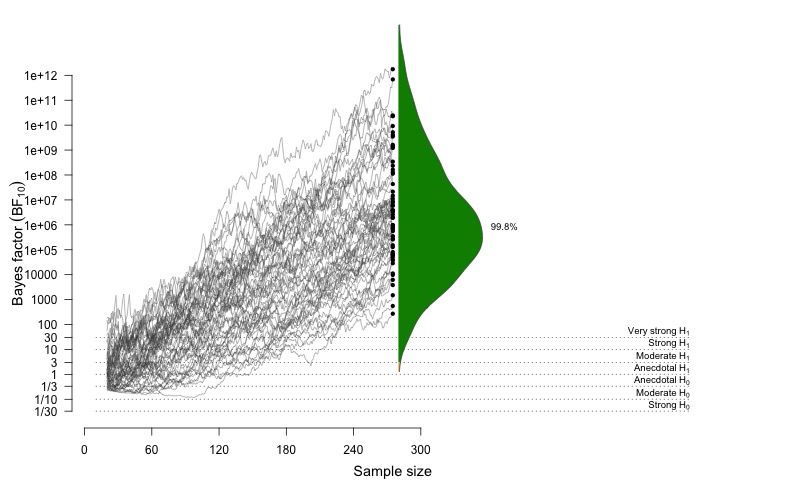 1e+12
1e+11
1e+10
1e+09
1e+08
1e+07
1e+06
1e+05
10000
1000
100
30
10
3
1
1/3
1/10
1/30
Bayes factor (BF₁₀)
99.8%
Very strong H₁
Strong H₁
Moderate H₁
Anecdotal H₁
Anecdotal H₀
Moderate H₀
Strong H₀
0 60 120 180 240 300
Sample size